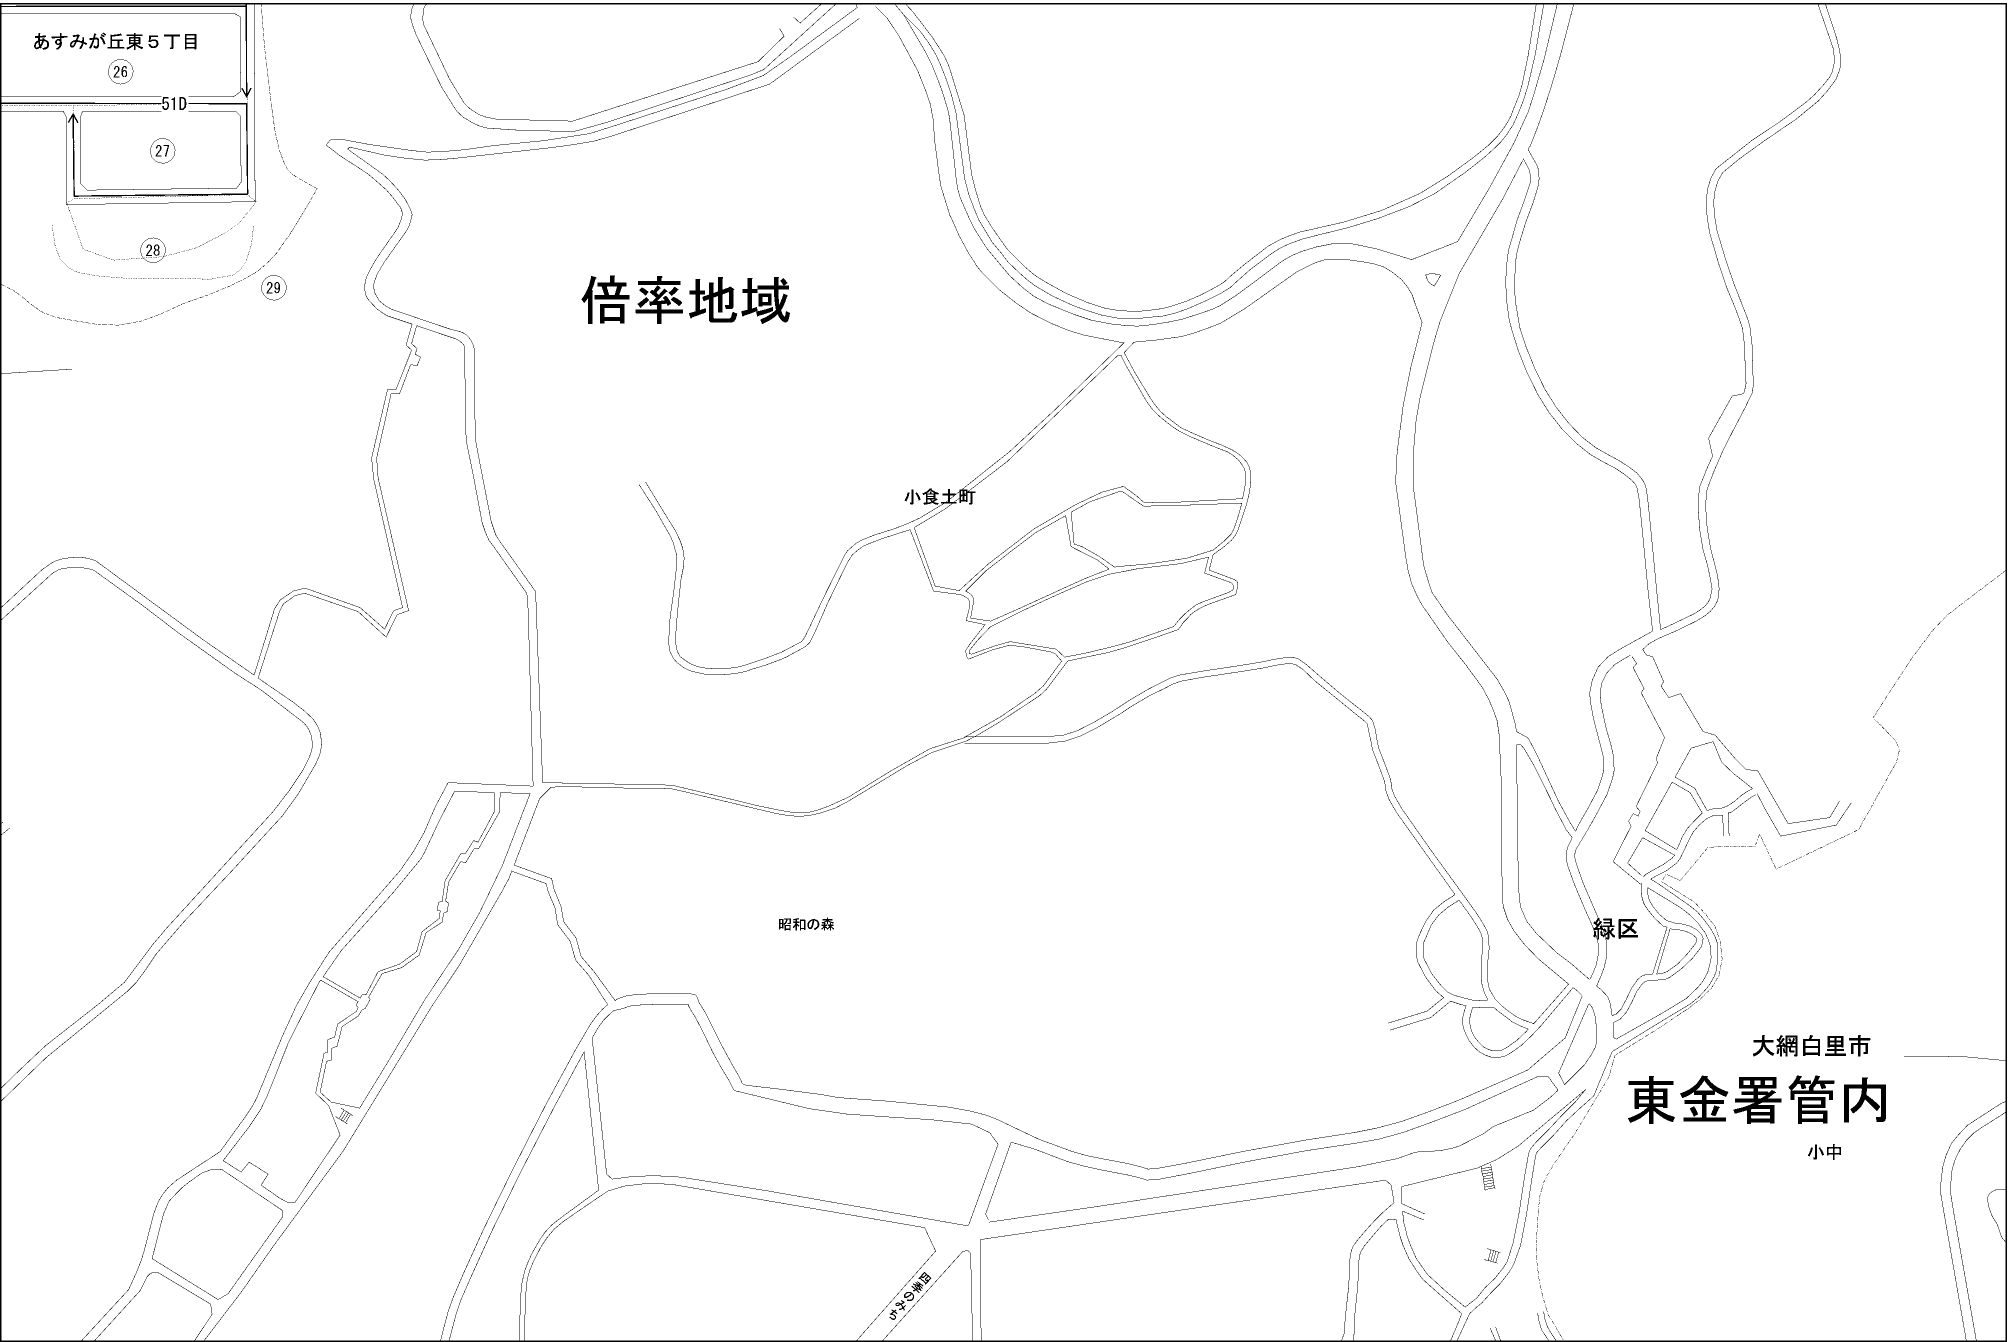 あすみが丘東５丁目
26
51D
27
28
29
倍率地域
小食土町
昭和の森
緑区
大網白里市
東金署管内
小中
四季のみち